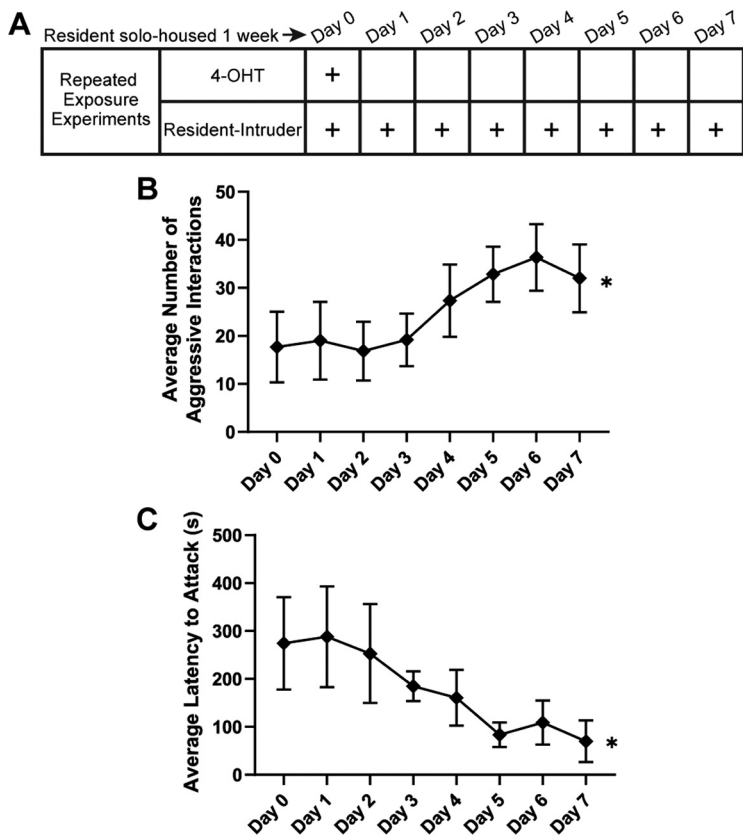 A
Resident solo-housed 1 week → Day 0 Day 1 Day 2 Day 3 Day 4 Day 5 Day 6 Day 7
Repeated
Exposure
Experiments
4-OHT +
Resident-Intruder + + + + + + + +
B
Average Number of
Aggressive Interactions
50
40
30
20
10
0
*
Day 0 Day 1 Day 2 Day 3 Day 4 Day 5 Day 6 Day 7
C
Average Latency to Attack (s)
500
400
300
200
100
0
*
Day 0 Day 1 Day 2 Day 3 Day 4 Day 5 Day 6 Day 7